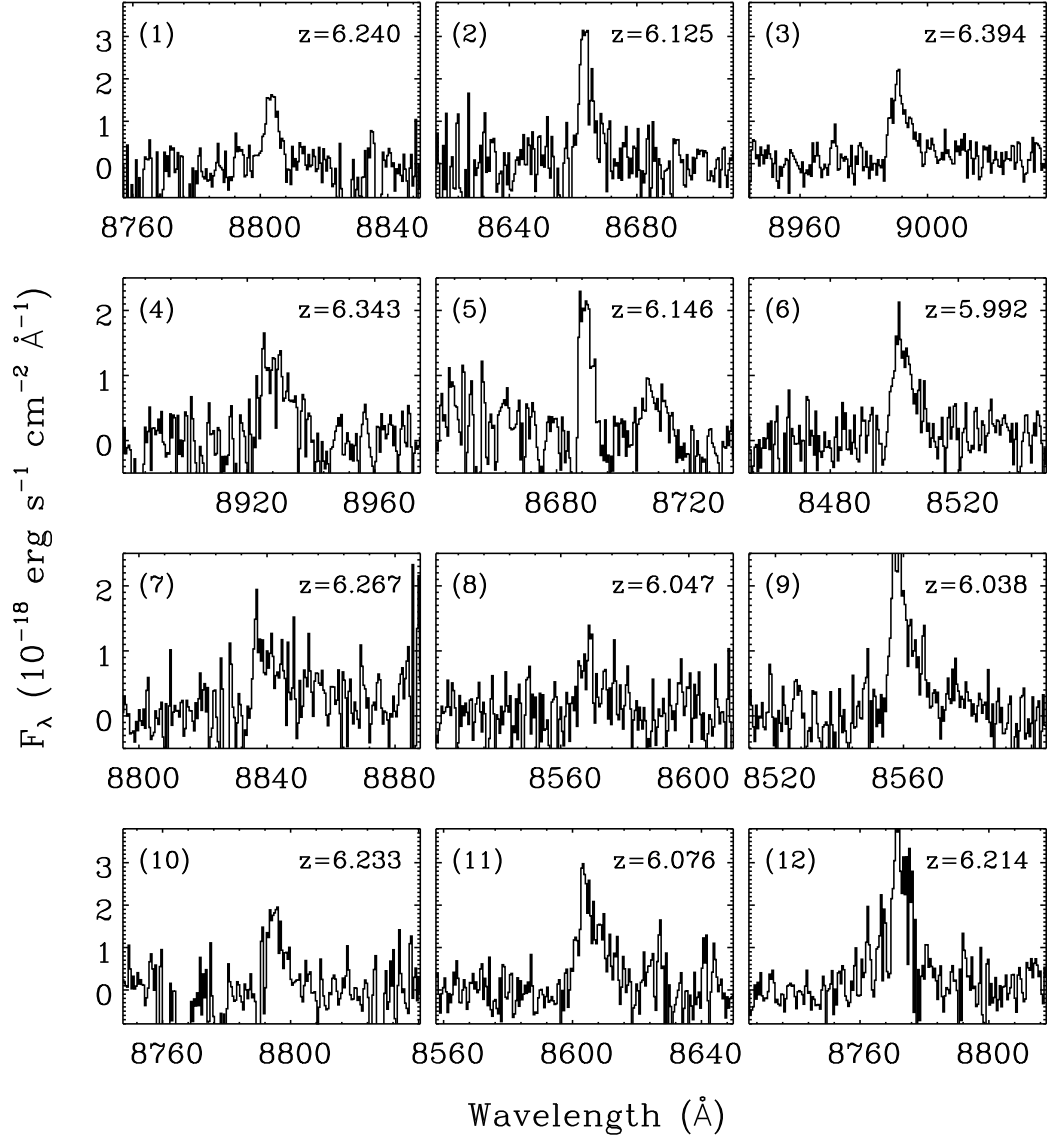 (1) z=6.240 (2) z=6.125 (3) z=6.394
3
2
1
0
8760 8800 8840 8640 8680 8960 9000
(4) z=6.343 (5) z=6.146 (6) z=5.992
2
1
0
8920 8960 8680 8720 8480 8520
(7) z=6.267 (8) z=6.047 (9) z=6.038
2
1
0
8800 8840 8880 8560 8600 8520 8560
(10) z=6.233 (11) z=6.076 (12) z=6.214
3
2
1
0
8760 8800 8560 8600 8640 8760 8800
F_λ (10⁻¹⁸ erg s⁻¹ cm⁻² Å⁻¹)
Wavelength (Å)